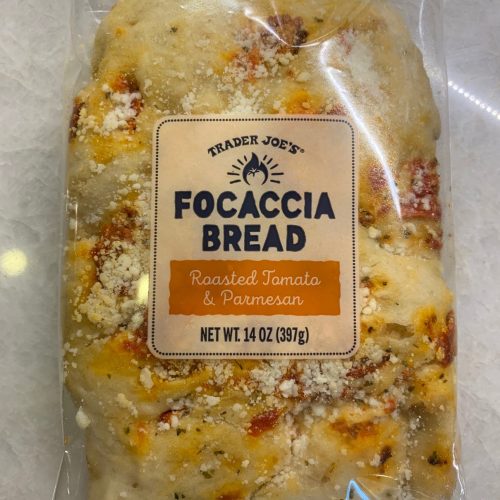 TRADER JOE'S®
FOCACCIA
BREAD
Roasted Tomato
& Parmesan
NET WT. 14 OZ (397g)